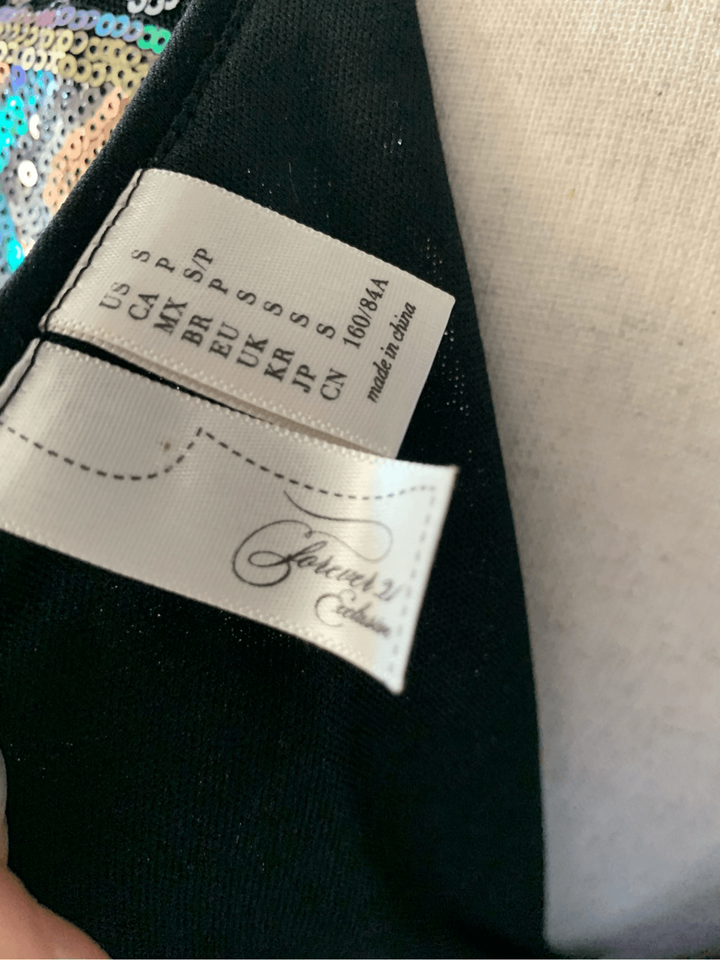 US S
CA P
MX S/P
BR P
EU S
UK S
KR S
JP S
CN 160/84A
made in china
Forever 21
Exclusive